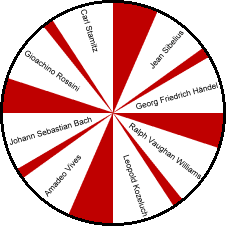 Carl Stamitz
Jean Sibelius
Georg Friedrich Händel
Ralph Vaughan Williams
Leopold Kozeluch
Amadeo Vives
Johann Sebastian Bach
Gioachino Rossini